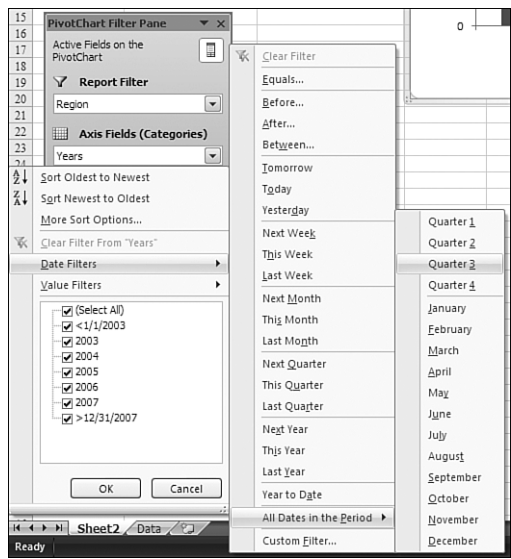 15
16
17
18
19
20
21
22
23
24
PivotChart Filter Pane
Active Fields on the
PivotChart
Report Filter
Region
Axis Fields (Categories)
Years
0
Sort Oldest to Newest
Sort Newest to Oldest
More Sort Options...
Clear Filter From "Years"
Date Filters
Value Filters
(Select All)
<1/1/2003
2003
2004
2005
2006
2007
>12/31/2007
OK
Cancel
Clear Filter
Equals...
Before...
After...
Between...
Tomorrow
Today
Yesterday
Next Week
This Week
Last Week
Next Month
This Month
Last Month
Next Quarter
This Quarter
Last Quarter
Next Year
This Year
Last Year
Year to Date
All Dates in the Period
Custom Filter...
Quarter 1
Quarter 2
Quarter 3
Quarter 4
January
February
March
April
May
June
July
August
September
October
November
December
Sheet2
Data
Ready